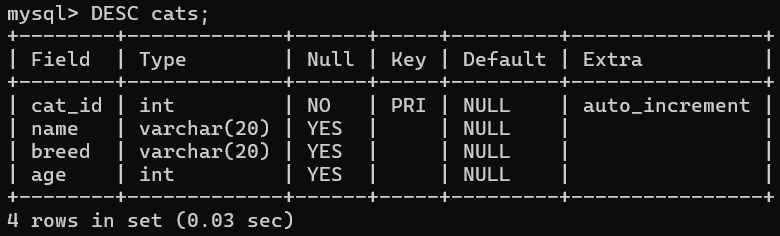 mysql> DESC cats;
+--------+-------------+------+-----+---------+----------------+
| Field  | Type        | Null | Key | Default | Extra          |
+--------+-------------+------+-----+---------+----------------+
| cat_id | int         | NO   | PRI | NULL    | auto_increment |
| name   | varchar(20) | YES  |     | NULL    |                |
| breed  | varchar(20) | YES  |     | NULL    |                |
| age    | int         | YES  |     | NULL    |                |
+--------+-------------+------+-----+---------+----------------+
4 rows in set (0.03 sec)